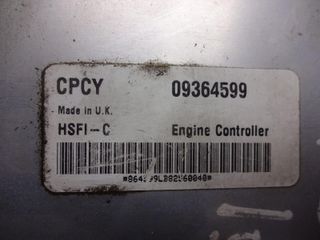 CPCY 09364599
Made in U.K.
HSFI-C Engine Controller